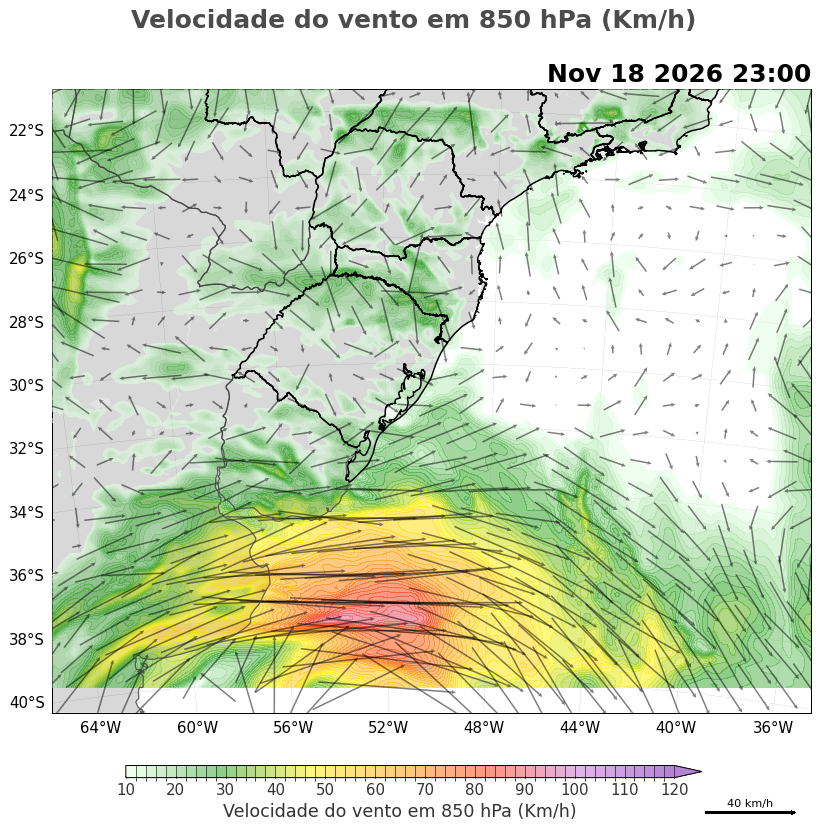 Velocidade do vento em 850 hPa (Km/h)
Nov 18 2026 23:00
22°S
24°S
26°S
28°S
30°S
32°S
34°S
36°S
38°S
40°S
64°W 60°W 56°W 52°W 48°W 44°W 40°W 36°W
10 20 30 40 50 60 70 80 90 100 110 120
Velocidade do vento em 850 hPa (Km/h)
40 km/h